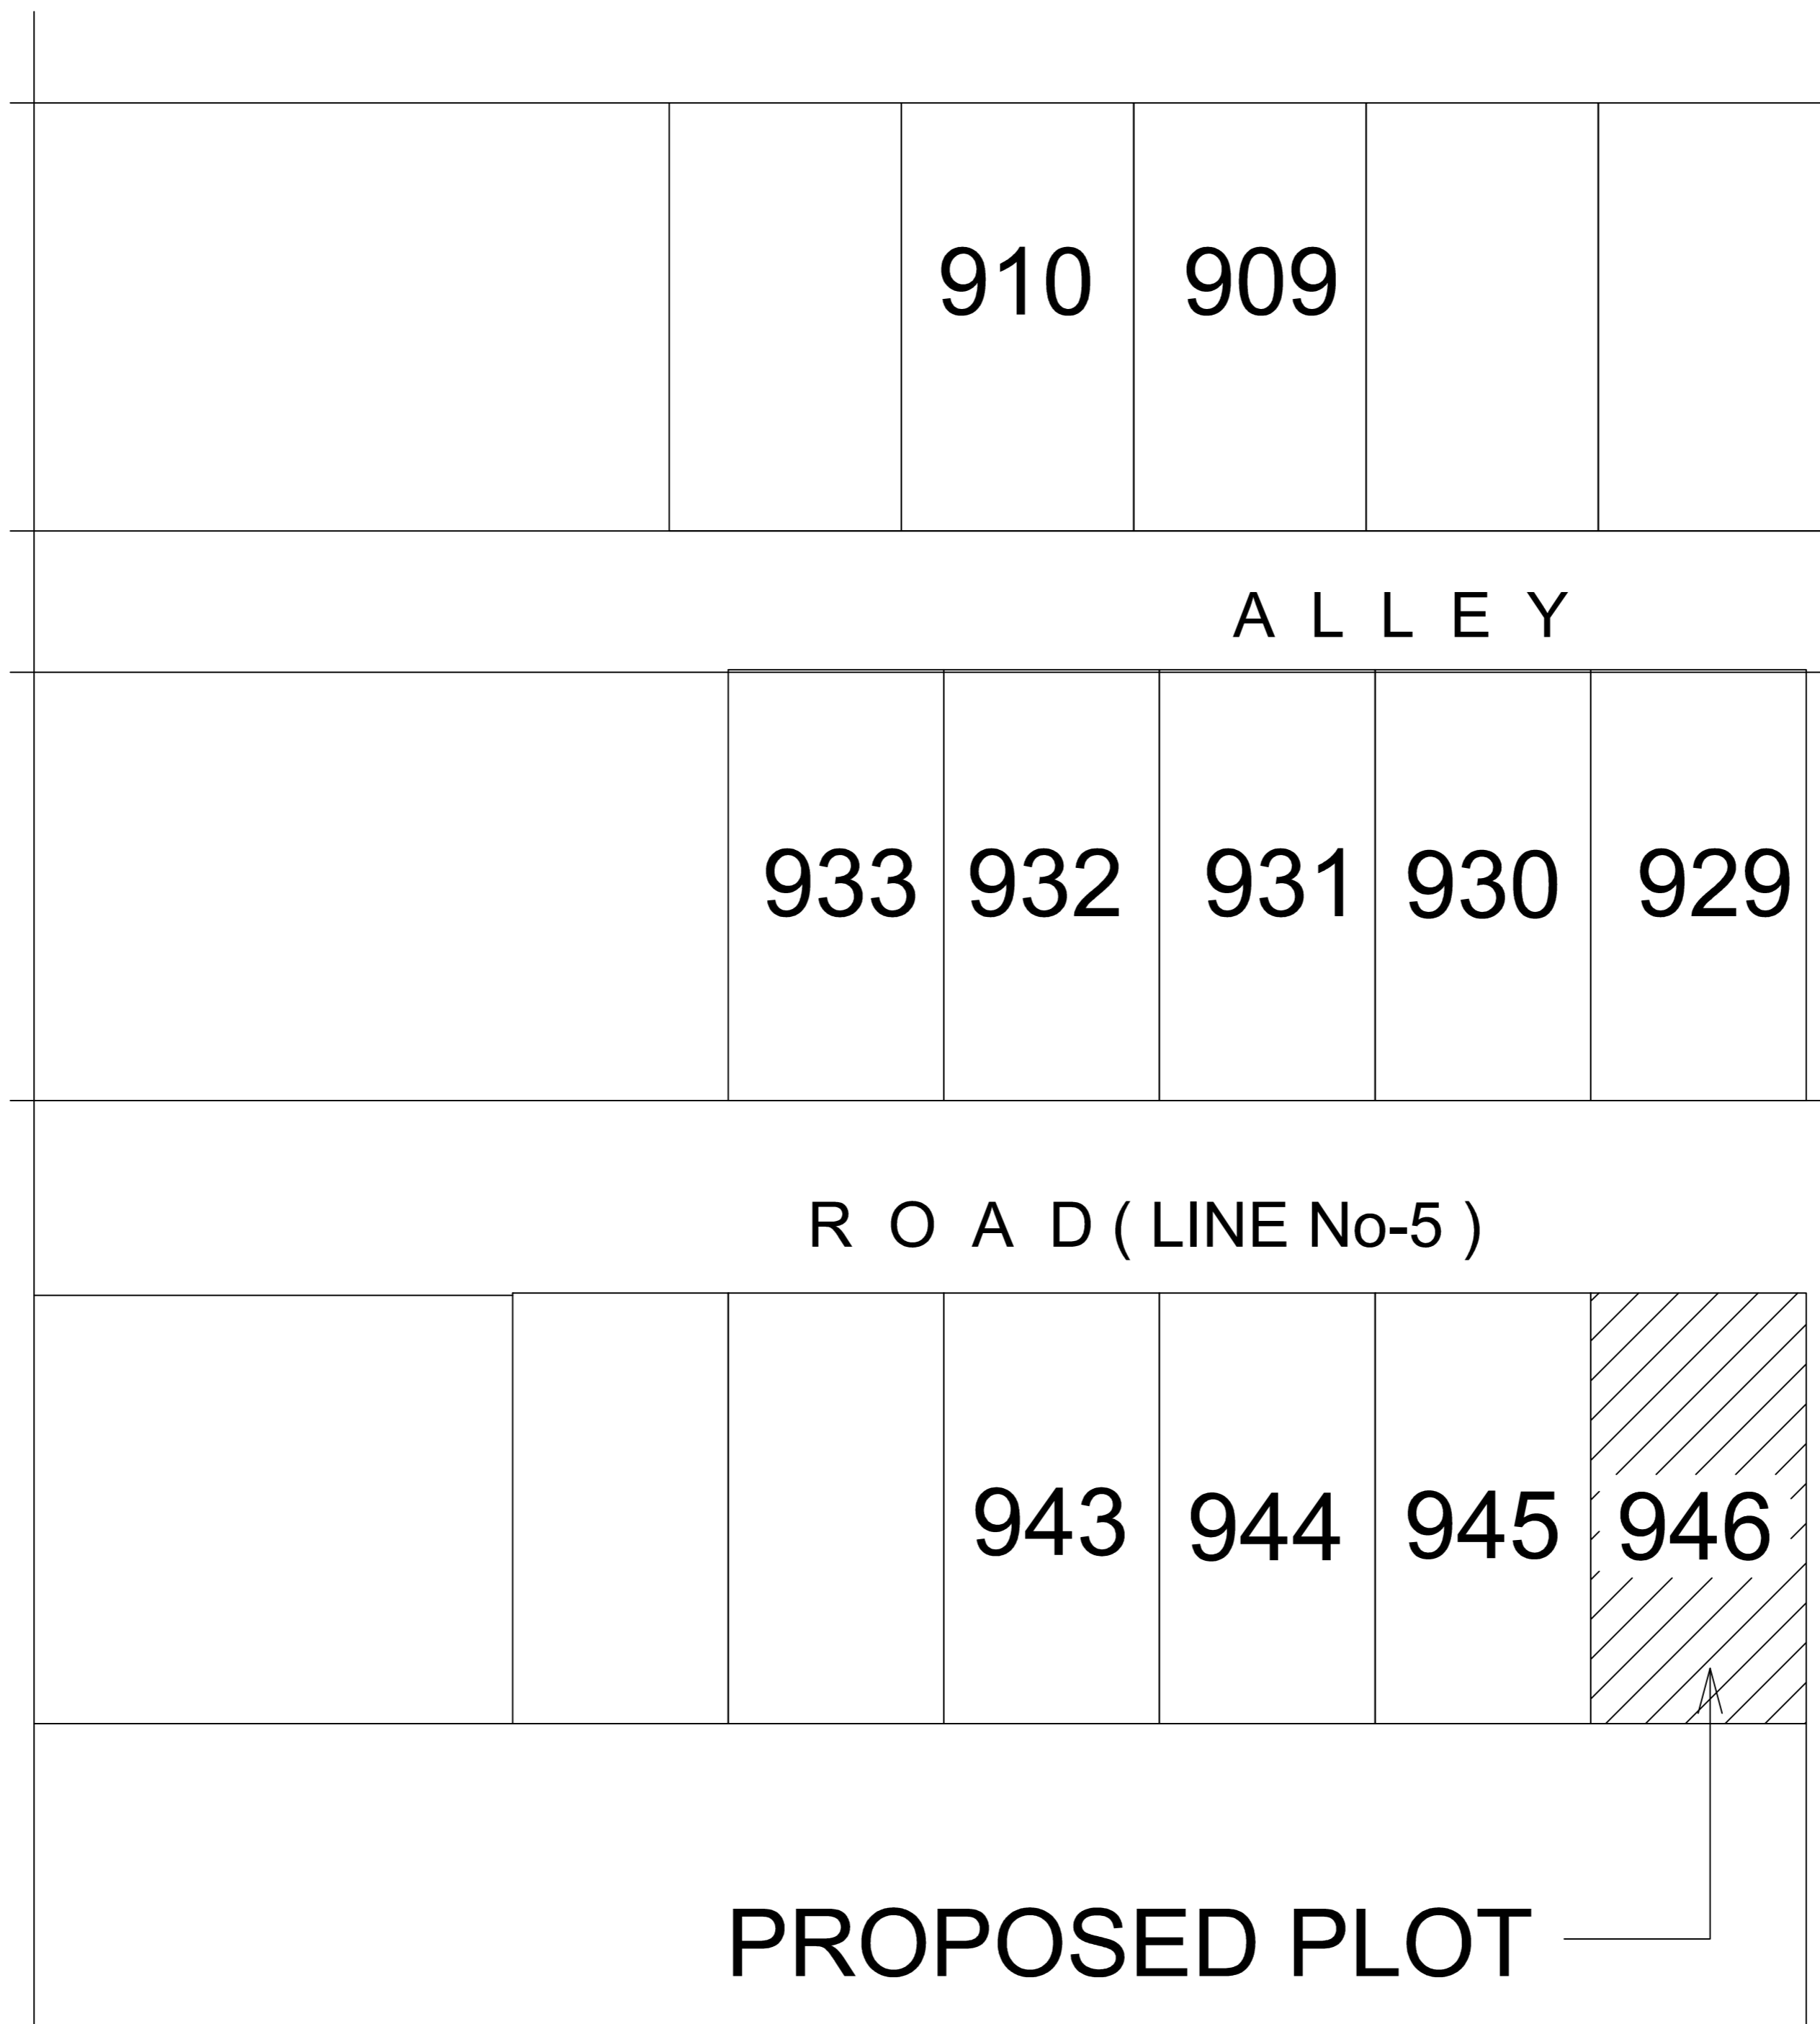 910 909
A L L E Y
933 932 931 930 929
R O A D ( LINE No-5 )
943 944 945 946
PROPOSED PLOT